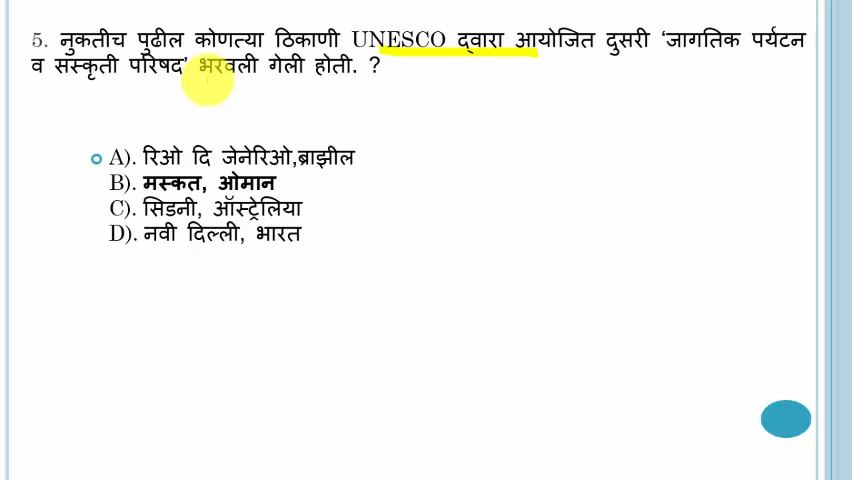 5. नुकतीच पुढील कोणत्या ठिकाणी UNESCO द्वारा आयोजित दुसरी ‘जागतिक पर्यटन
व संस्कृती परिषद’ भरवली गेली होती. ?
A). रिओ दि जेनेरिओ,ब्राझील
B). मस्कत, ओमान
C). सिडनी, ऑस्ट्रेलिया
D). नवी दिल्ली, भारत